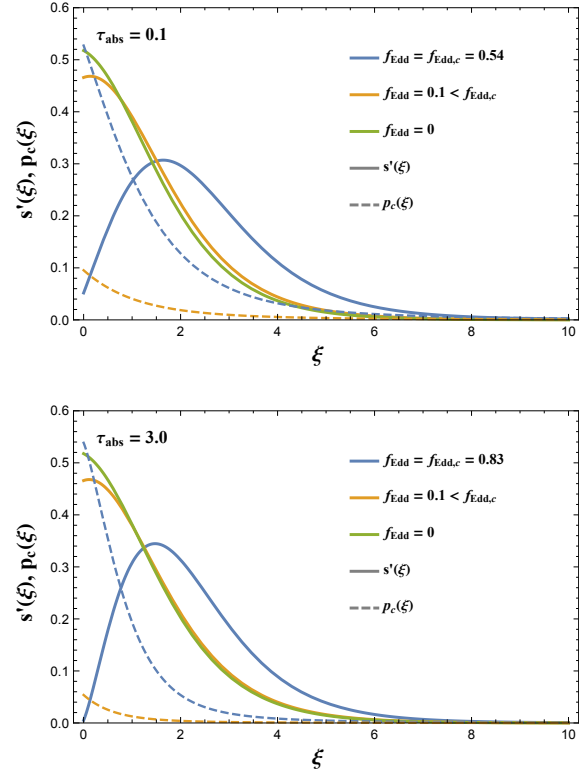 τabs = 0.1
fEdd = fEdd,c = 0.54
fEdd = 0.1 < fEdd,c
fEdd = 0
s'(ξ)
pc(ξ)
s'(ξ), pc(ξ)
0.6
0.5
0.4
0.3
0.2
0.1
0.0
0 2 4 6 8 10
ξ
τabs = 3.0
fEdd = fEdd,c = 0.83
fEdd = 0.1 < fEdd,c
fEdd = 0
s'(ξ)
pc(ξ)
s'(ξ), pc(ξ)
0.6
0.5
0.4
0.3
0.2
0.1
0.0
0 2 4 6 8 10
ξ